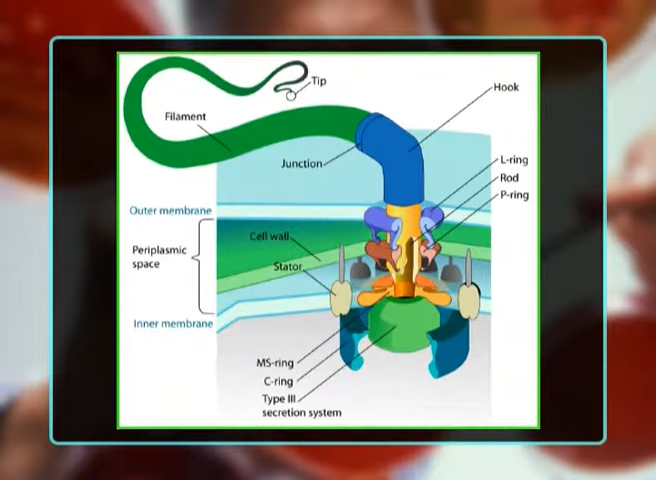 Tip
Hook
Filament
Junction
L-ring
Rod
P-ring
Outer membrane
Cell wall
Periplasmic
space
Stator
Inner membrane
MS-ring
C-ring
Type III
secretion system